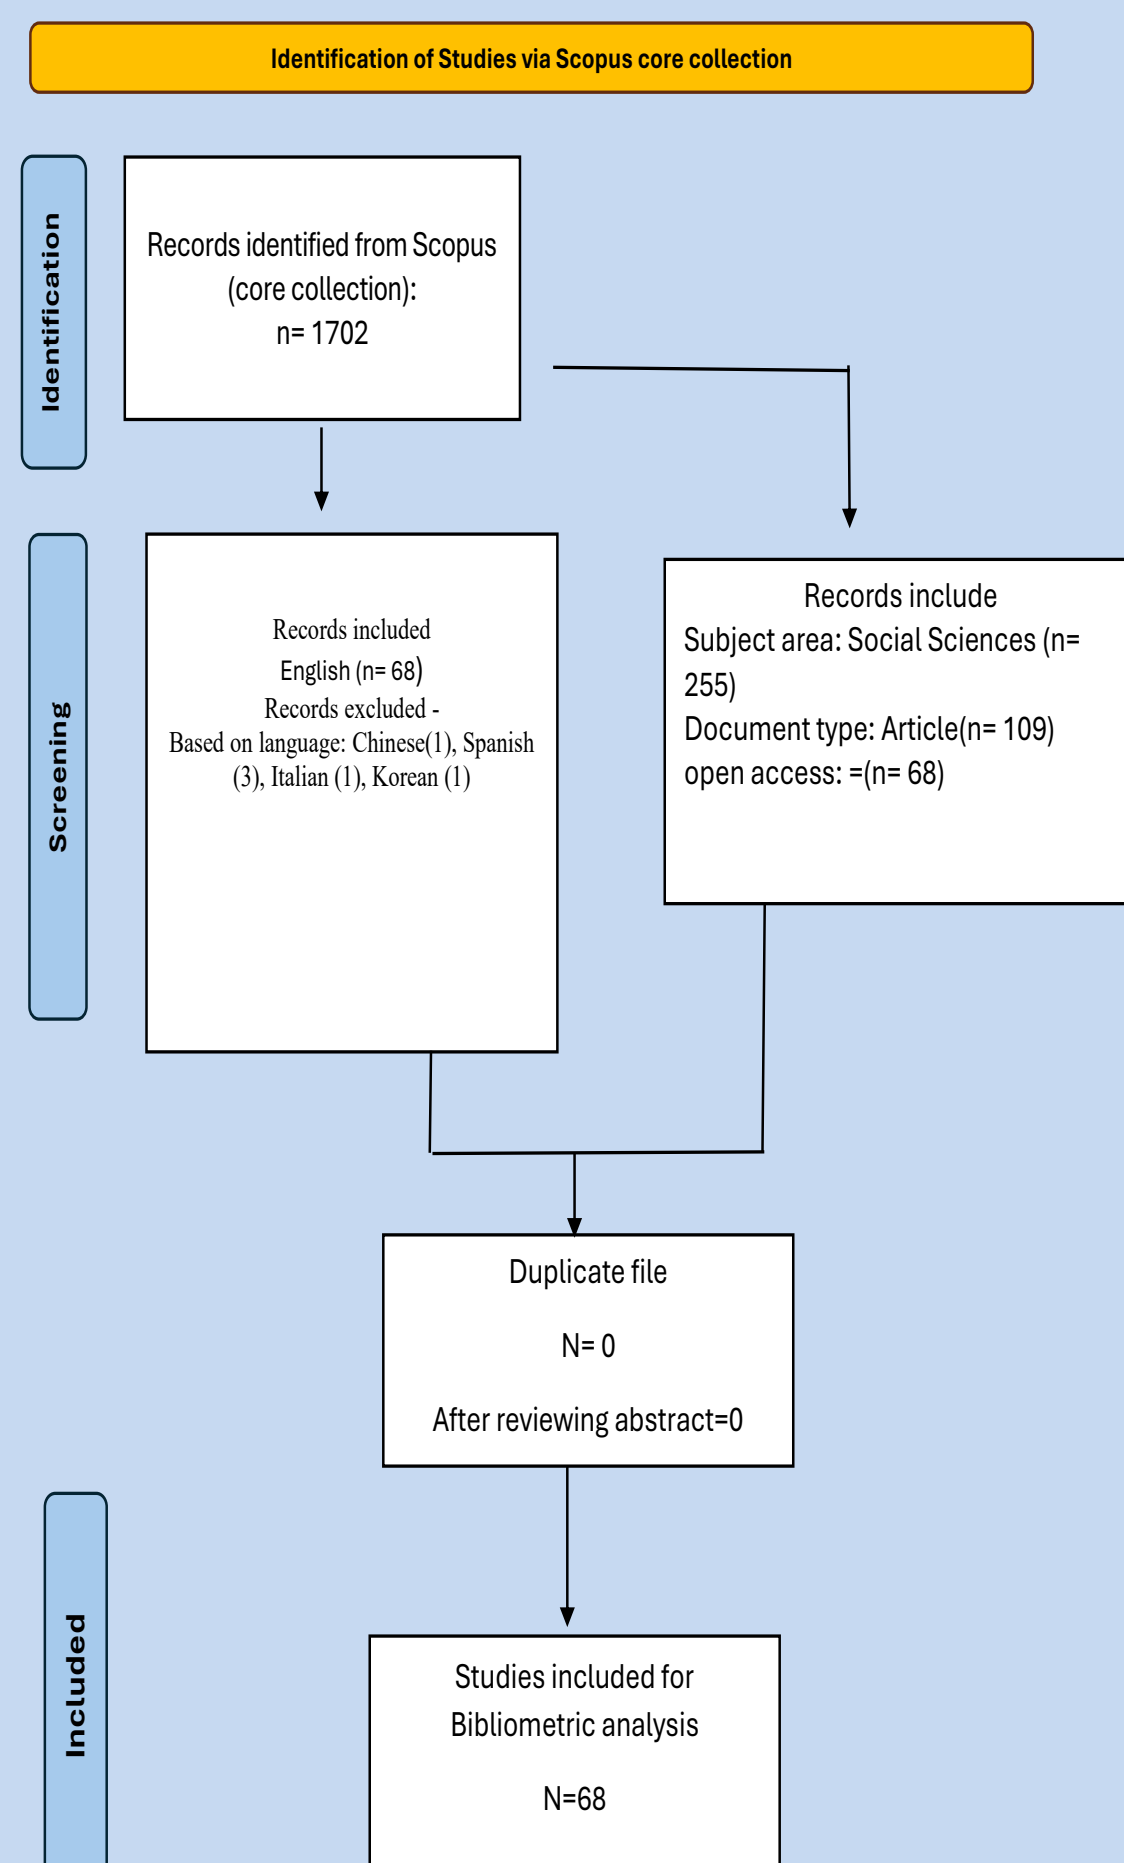 Identification of Studies via Scopus core collection
Identification
Records identified from Scopus
(core collection):
n= 1702
Screening
Records included
English (n= 68)
Records excluded -
Based on language: Chinese(1), Spanish
(3), Italian (1), Korean (1)
Records include
Subject area: Social Sciences (n=
255)
Document type: Article(n= 109)
open access: =(n= 68)
Duplicate file
N= 0
After reviewing abstract=0
Included
Studies included for
Bibliometric analysis
N=68